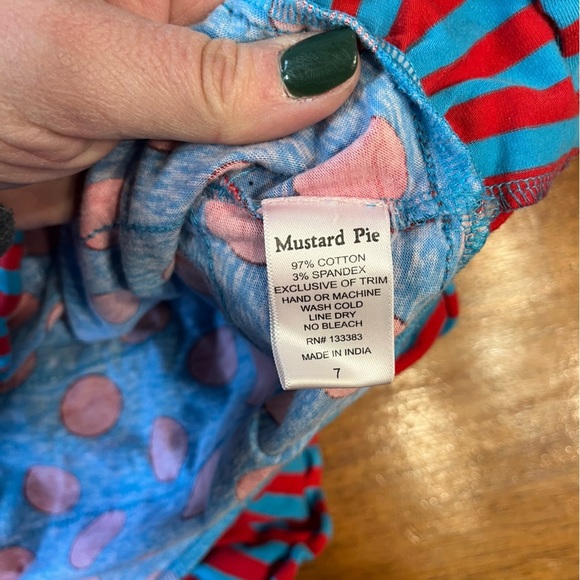 Mustard Pie
97% COTTON
3% SPANDEX
EXCLUSIVE OF TRIM
HAND OR MACHINE
WASH COLD
LINE DRY
NO BLEACH
RN# 133383
MADE IN INDIA
7